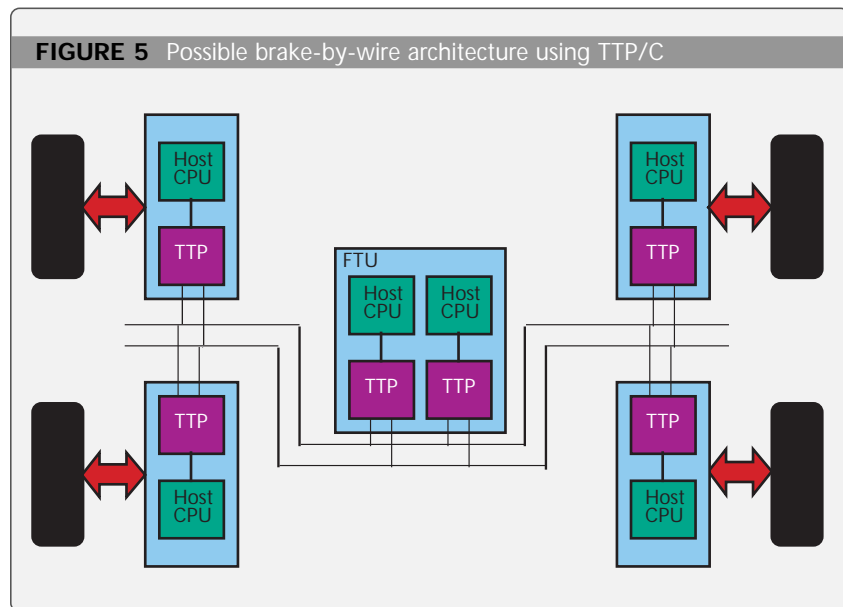 FIGURE 5 Possible brake-by-wire architecture using TTP/C
Host
CPU
TTP
Host
CPU
TTP
FTU
Host
CPU
Host
CPU
TTP
TTP
TTP
Host
CPU
TTP
Host
CPU